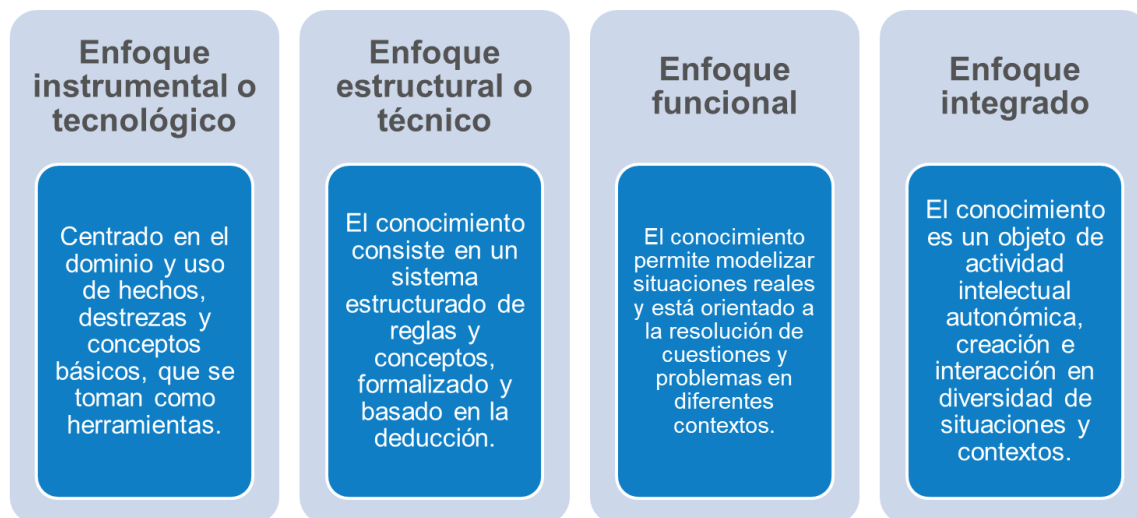 Enfoque
instrumental o
tecnológico
Centrado en el
dominio y uso
de hechos,
destrezas y
conceptos
básicos, que se
toman como
herramientas.
Enfoque
estructural o
técnico
El conocimiento
consiste en un
sistema
estructurado de
reglas y
conceptos,
formalizado y
basado en la
deducción.
Enfoque
funcional
El conocimiento
permite modelizar
situaciones reales
y está orientado a
la resolución de
cuestiones y
problemas en
diferentes
contextos.
Enfoque
integrado
El conocimiento
es un objeto de
actividad
intelectual
autonómica,
creación e
interacción en
diversidad de
situaciones y
contextos.